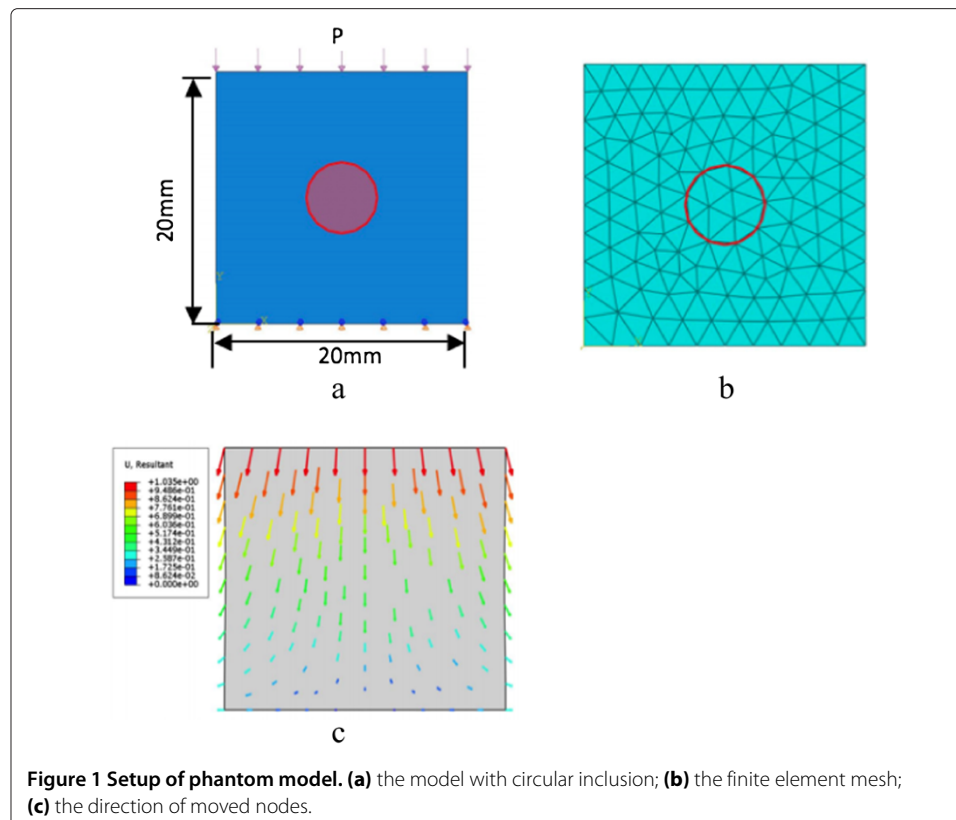 P
20mm
Y
X
20mm
a
b
U, Resultant
+1.035e+00
+9.486e-01
+8.624e-01
+7.761e-01
+6.899e-01
+6.036e-01
+5.174e-01
+4.312e-01
+3.449e-01
+2.587e-01
+1.725e-01
+8.624e-02
+0.000e+00
c
Figure 1 Setup of phantom model. (a) the model with circular inclusion; (b) the finite element mesh;
(c) the direction of moved nodes.